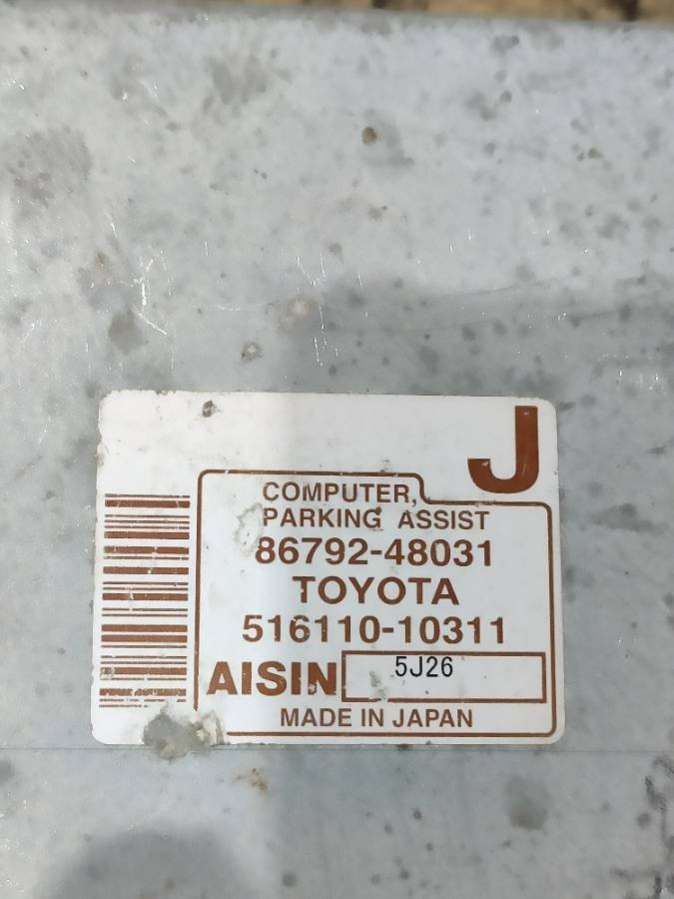 J
COMPUTER,
PARKING ASSIST
86792-48031
TOYOTA
516110-10311
AISIN 5J26
MADE IN JAPAN